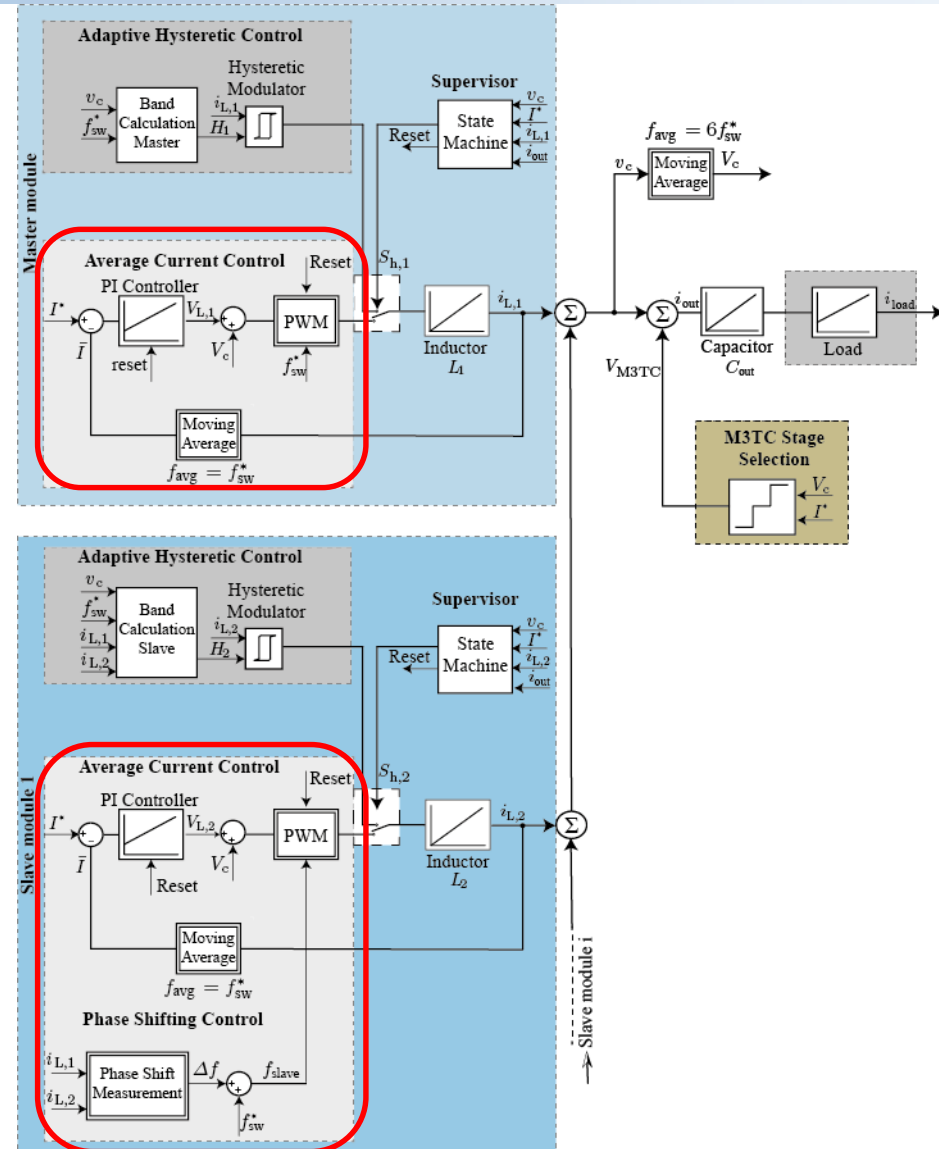 Master module
Adaptive Hysteretic Control
v_c
f*_sw
Band
Calculation
Master
Hysteretic
Modulator
i_L,1
H_1
Supervisor
State
Machine
v_c
I*
i_L,1
i_out
Reset
Average Current Control
PI Controller
I*
Ī
V_L,1
V_c
reset
Reset
PWM
f*_sw
S_h,1
Inductor
L_1
i_L,1
Moving
Average
f_avg = f*_sw
Σ
f_avg = 6f*_sw
v_c
Moving
Average
V_c
Σ
i_out
V_M3TC
Capacitor
C_out
Load
i_load
M3TC Stage
Selection
V_c
I*
Slave module 1
Adaptive Hysteretic Control
v_c
f*_sw
i_L,1
i_L,2
Band
Calculation
Slave
Hysteretic
Modulator
i_L,2
H_2
Supervisor
State
Machine
v_c
I*
i_L,2
i_out
Reset
Average Current Control
PI Controller
I*
Ī
V_L,2
V_c
Reset
Reset
PWM
S_h,2
Inductor
L_2
i_L,2
Σ
Moving
Average
f_avg = f*_sw
Phase Shifting Control
i_L,1
i_L,2
Phase Shift
Measurement
Δf
f_slave
f*_sw
Slave module i